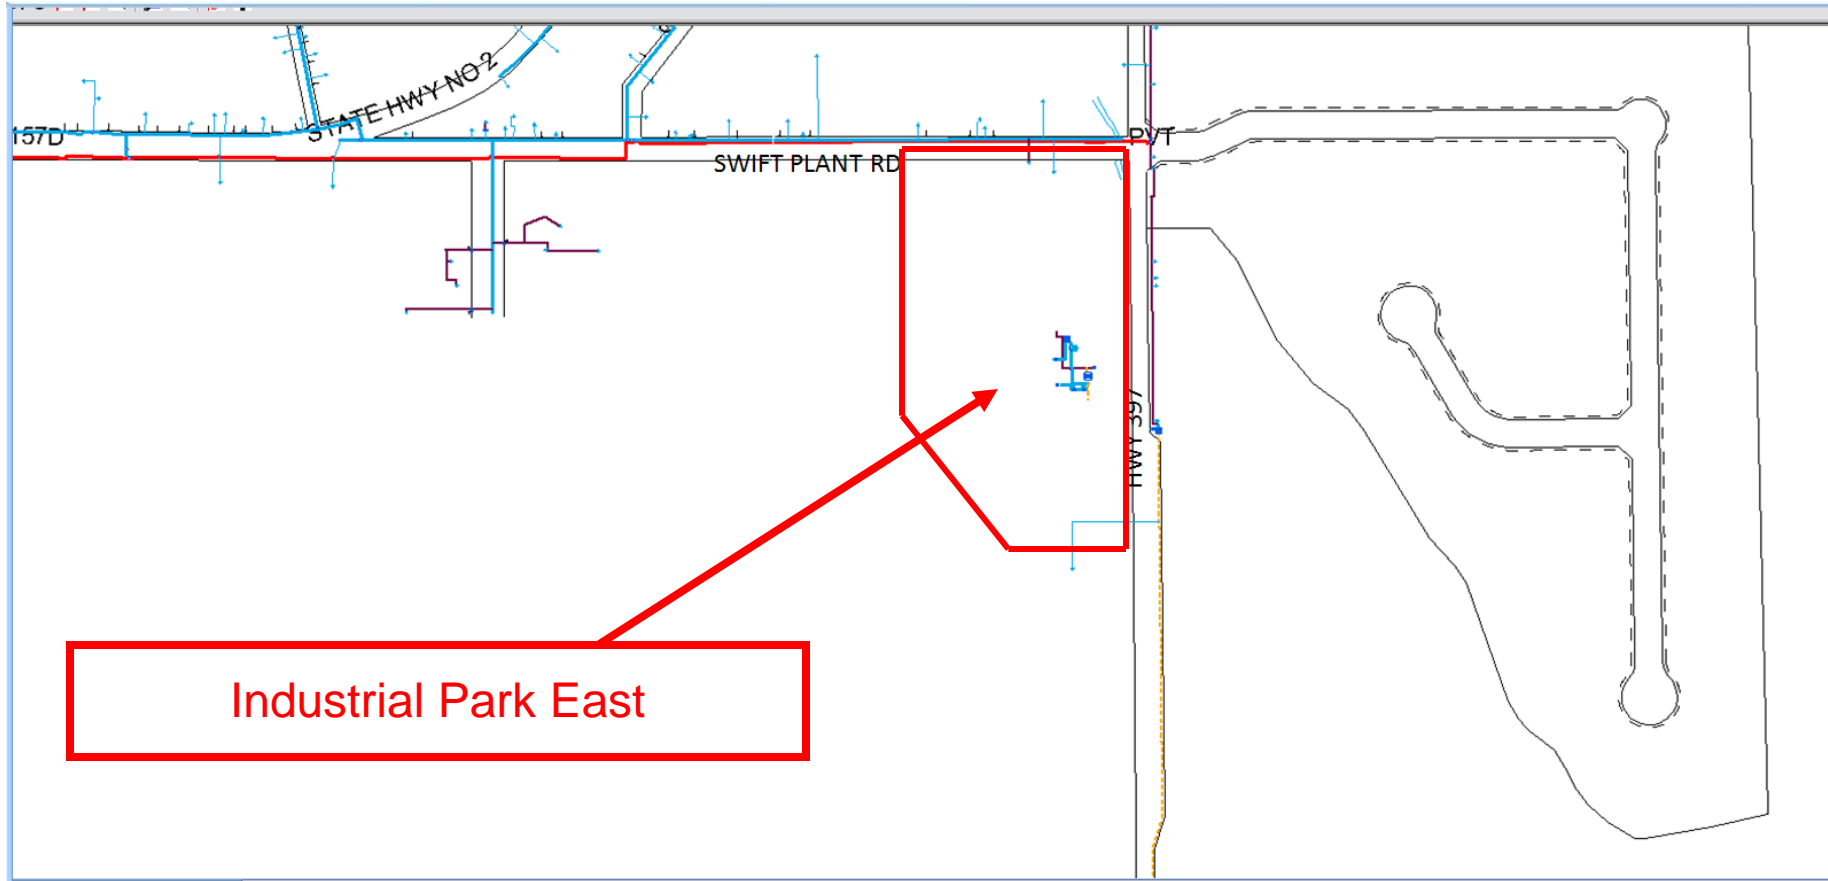 STATE HWY NO 2
157D
PVT
SWIFT PLANT RD
HWY 397
Industrial Park East